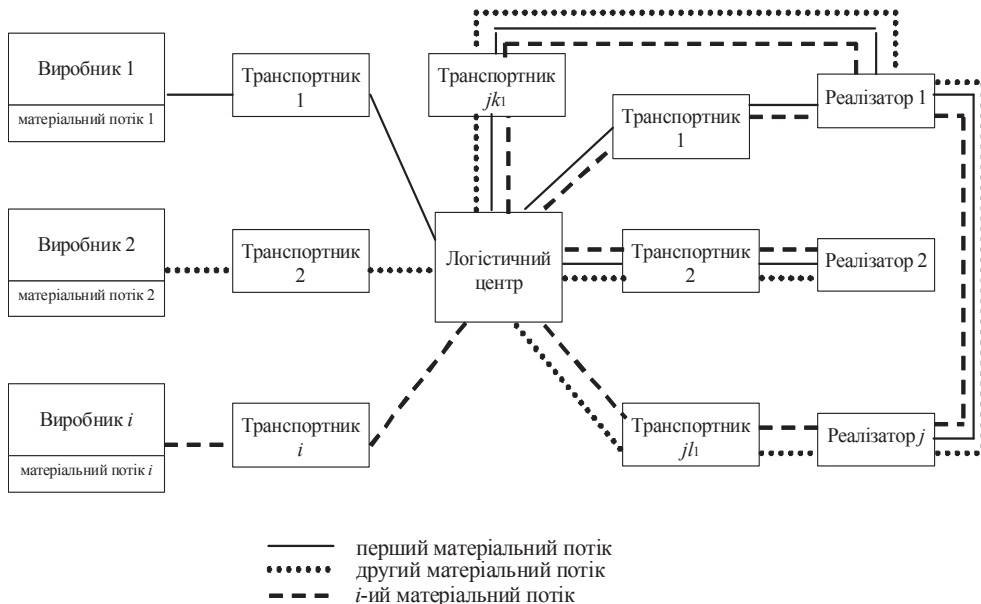 Виробник 1
матеріальний потік 1
Транспортник
1
Транспортник
jk1
Транспортник
1
Реалізатор 1
Виробник 2
матеріальний потік 2
Транспортник
2
Логістичний
центр
Транспортник
2
Реалізатор 2
Виробник i
матеріальний потік i
Транспортник
i
Транспортник
jl1
Реалізатор j
перший матеріальний потік
другий матеріальний потік
i-ий матеріальний потік